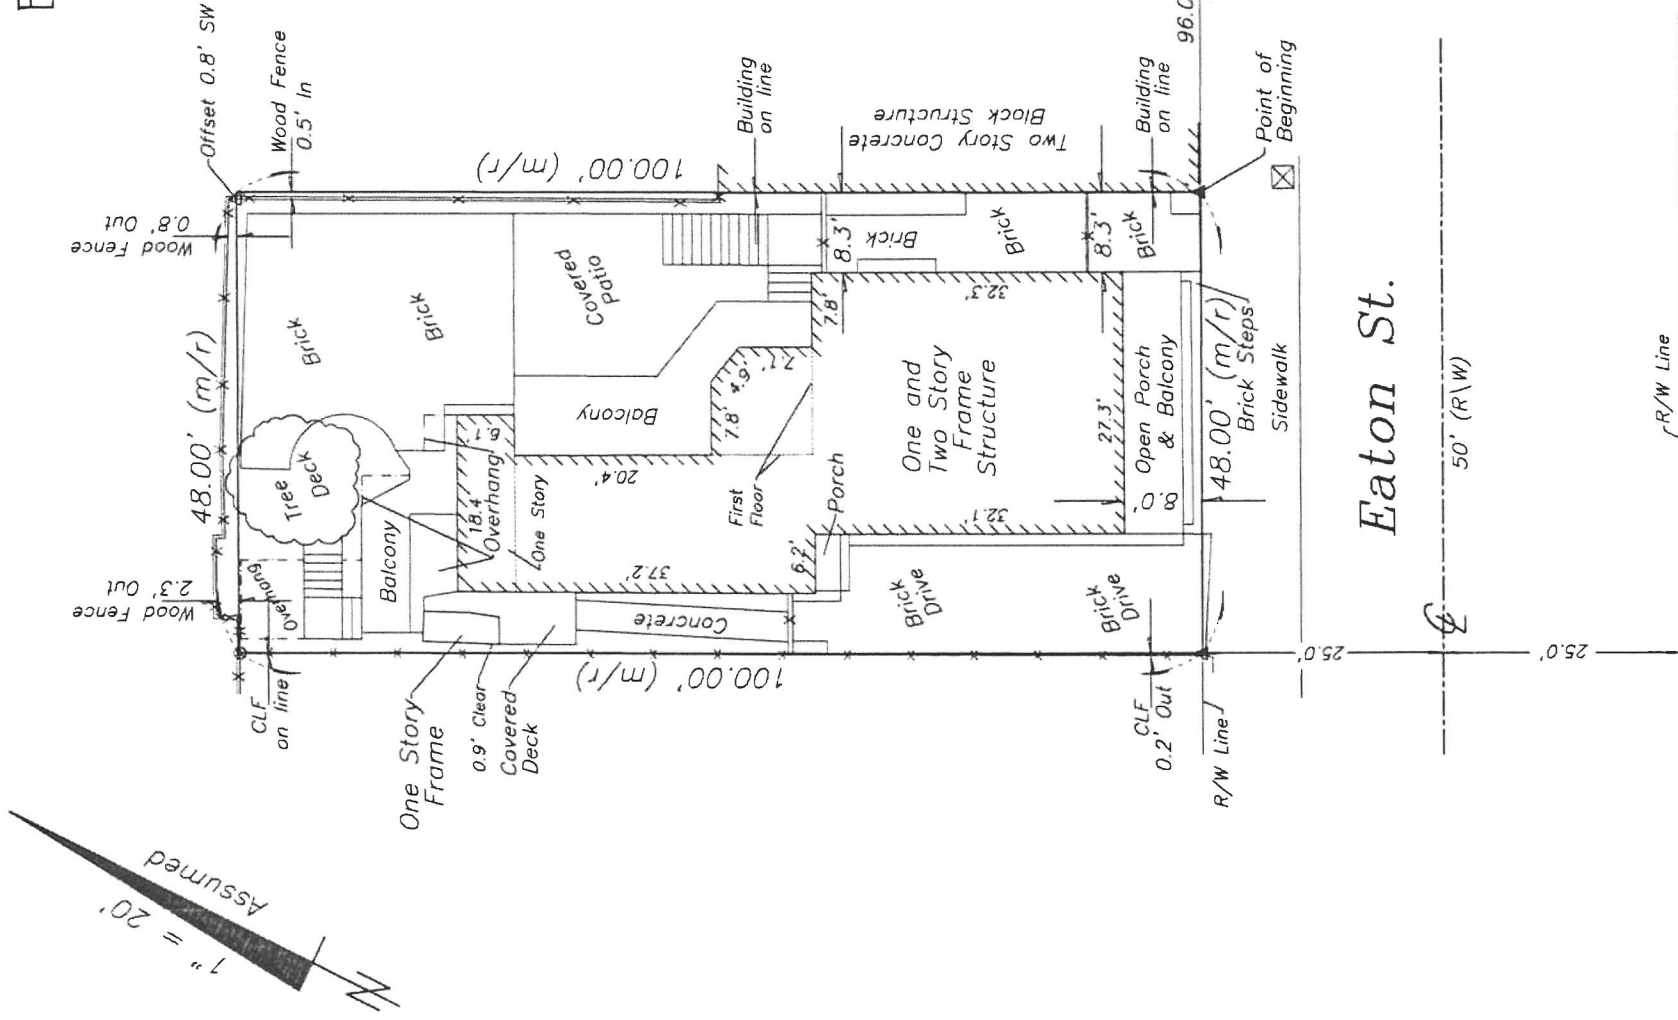 Offset 0.8' SW
Wood Fence
0.5' In
Wood Fence
0.8' Out
48.00' (m/r)
Wood Fence
2.3' Out
100.00' (m/r)
Building
on line
Two Story Concrete
Block Structure
Building
on line
96.0
Point of
Beginning
Brick
Brick
Covered
Patio
Brick
8.3'
Brick
8.3'
Brick
Tree
Deck
Overhang
Balcony
18.4
Overhang
6.1'
One Story
20.4'
Balcony
7.8'
4.9'
7.1'
7.8'
First
Floor
Porch
6.2'
37.2'
One and
Two Story
Frame
Structure
32.3'
32.1'
27.3'
Open Porch
& Balcony
8.0'
48.00' (m/r)
Brick Steps
Sidewalk
Concrete
Brick
Drive
Brick
Drive
CLF
on line
One Story
Frame
0.9' Clear
Covered
Deck
100.00' (m/r)
CLF
0.2' Out
R/W Line
25.0'
25.0'
Eaton St.
50' (R\W)
R/W Line
1" = 20'
Assumed
N